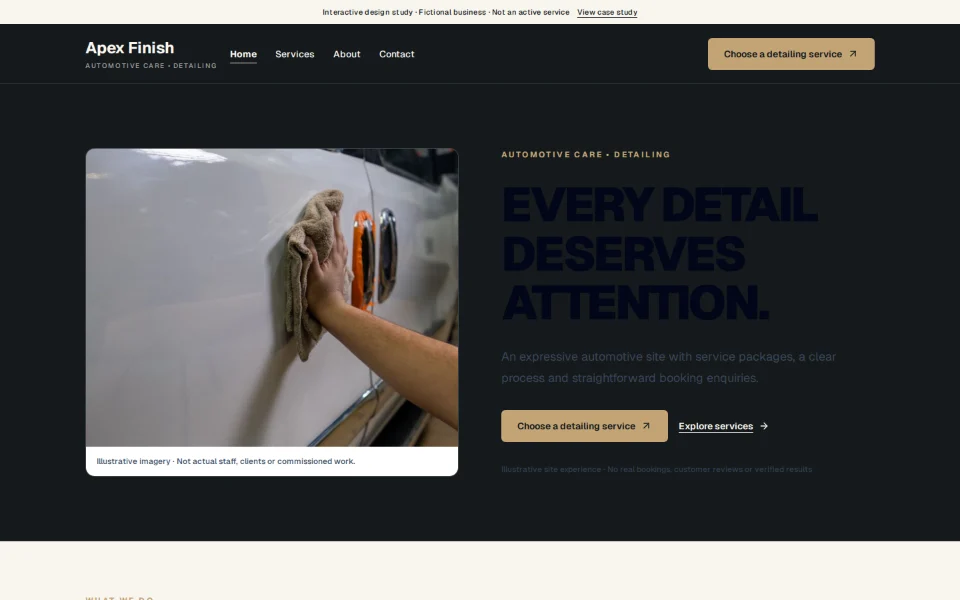 Interactive design study · Fictional business · Not an active service View case study
Apex Finish
AUTOMOTIVE CARE • DETAILING
Home Services About Contact
Choose a detailing service
AUTOMOTIVE CARE • DETAILING
EVERY DETAIL
DESERVES
ATTENTION.
An expressive automotive site with service packages, a clear
process and straightforward booking enquiries.
Choose a detailing service
Explore services
Illustrative site experience · No real bookings, customer reviews or verified results
Illustrative imagery · Not actual staff, clients or commissioned work.
WHAT WE DO